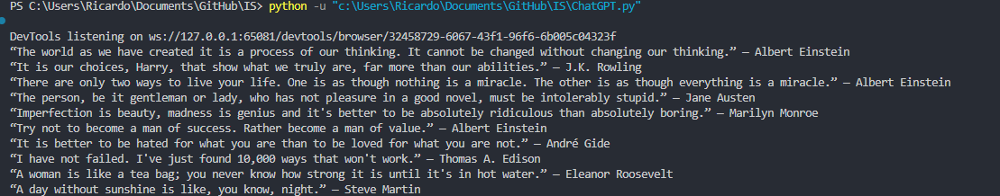 PS C:\Users\Ricardo\Documents\GitHub\IS> python -u "c:\Users\Ricardo\Documents\GitHub\IS\ChatGPT.py"
DevTools listening on ws://127.0.0.1:65081/devtools/browser/32458729-6067-43f1-96f6-6b005c04323f
“The world as we have created it is a process of our thinking. It cannot be changed without changing our thinking.” — Albert Einstein
“It is our choices, Harry, that show what we truly are, far more than our abilities.” — J.K. Rowling
“There are only two ways to live your life. One is as though nothing is a miracle. The other is as though everything is a miracle.” — Albert Einstein
“The person, be it gentleman or lady, who has not pleasure in a good novel, must be intolerably stupid.” — Jane Austen
“Imperfection is beauty, madness is genius and it's better to be absolutely ridiculous than absolutely boring.” — Marilyn Monroe
“Try not to become a man of success. Rather become a man of value.” — Albert Einstein
“It is better to be hated for what you are than to be loved for what you are not.” — André Gide
“I have not failed. I've just found 10,000 ways that won't work.” — Thomas A. Edison
“A woman is like a tea bag; you never know how strong it is until it's in hot water.” — Eleanor Roosevelt
“A day without sunshine is like, you know, night.” — Steve Martin